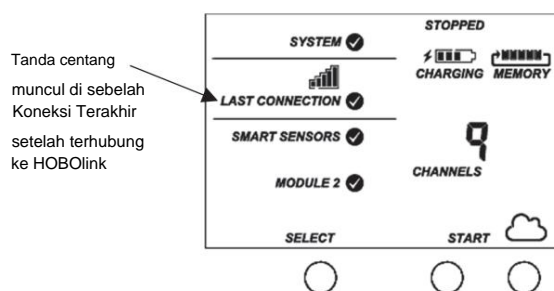 Tanda centang
muncul di sebelah
Koneksi Terakhir
setelah terhubung
ke HOBOlink
SYSTEM
LAST CONNECTION
SMART SENSORS
MODULE 2
SELECT
STOPPED
CHARGING MEMORY
9
CHANNELS
START